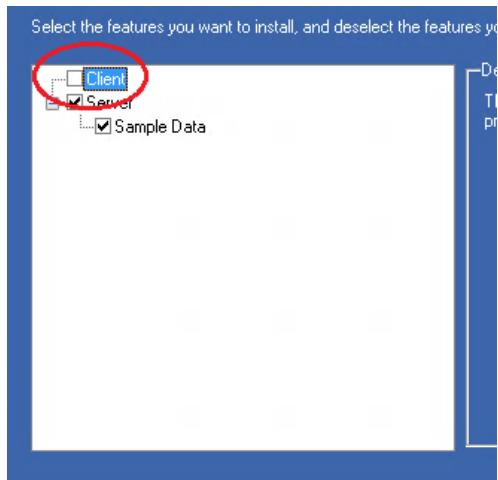 Select the features you want to install, and deselect the features
Client
Server
Sample Data